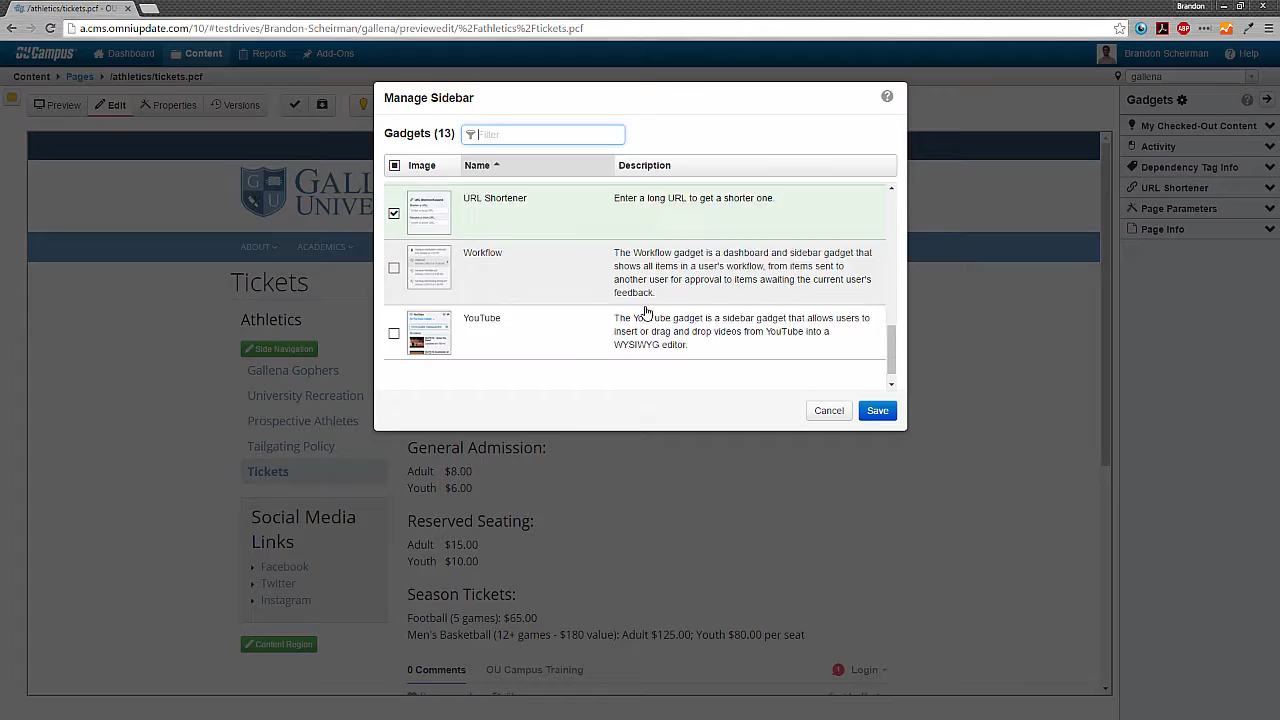 /athletics/tickets.pcf - OU
Brandon
a.cms.omniupdate.com/10/#testdrives/Brandon-Scheirman/gallena/previewedit/%2Fathletics%2Ftickets.pcf
OU Campus
Dashboard
Content
Reports
Add-Ons
Brandon Scheirman
Help
Content
Pages
/athletics/tickets.pcf
gallena
Preview
Edit
Properties
Versions
Gadgets
My Checked-Out Content
Activity
Dependency Tag Info
URL Shortener
Page Parameters
Page Info
Manage Sidebar
Gadgets (13)
Filter
Image
Name
Description
URL Shortener
Enter a long URL to get a shorter one.
Workflow
The Workflow gadget is a dashboard and sidebar gadget that
shows all items in a user's workflow, from items sent to
another user for approval to items awaiting the current user's
feedback.
YouTube
The YouTube gadget is a sidebar gadget that allows users to
insert or drag and drop videos from YouTube into a
WYSIWYG editor.
Cancel
Save
ABOUT
ACADEMICS
Tickets
Athletics
Side Navigation
Gallena Gophers
University Recreation
Prospective Athletes
Tailgating Policy
Tickets
Social Media
Links
Facebook
Twitter
Instagram
Content Region
General Admission:
Adult $8.00
Youth $6.00
Reserved Seating:
Adult $15.00
Youth $10.00
Season Tickets:
Football (5 games): $65.00
Men's Basketball (12+ games - $180 value): Adult $125.00; Youth $80.00 per seat
0 Comments
OU Campus Training
1
Login